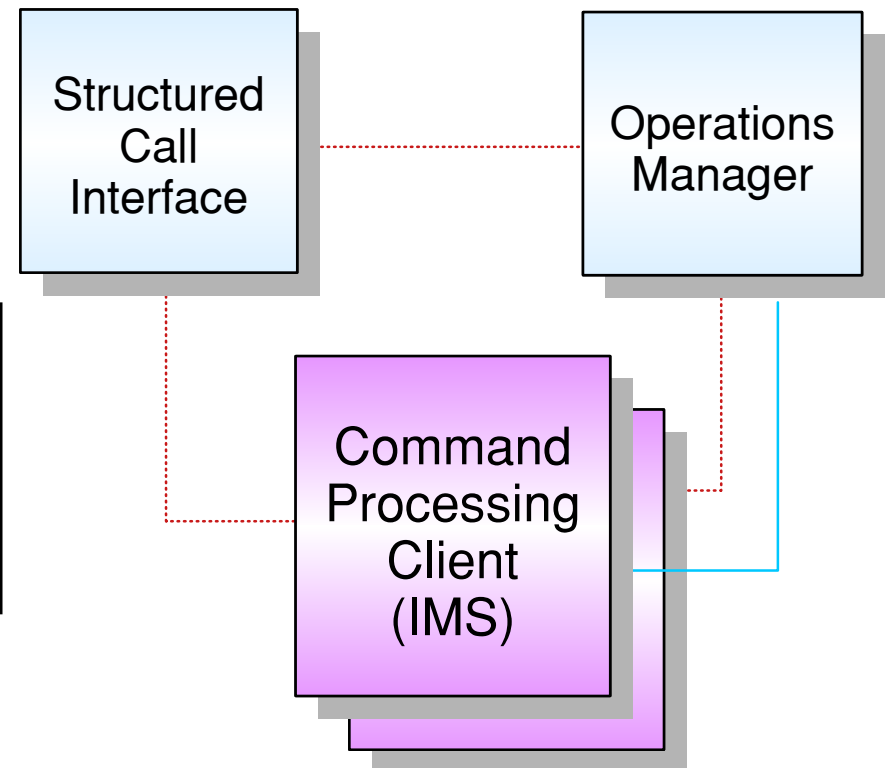 Structured
Call
Interface
Operations
Manager
Command
Processing
Client
(IMS)